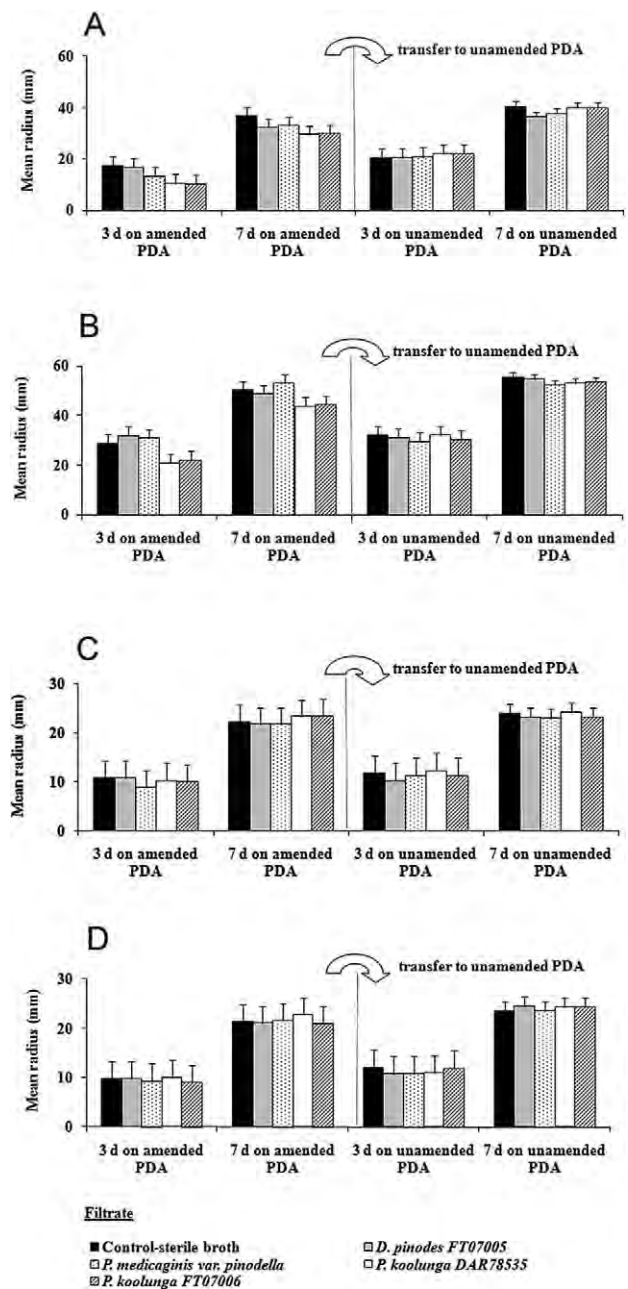 A
transfer to unamended PDA
Mean radius (mm)
60
40
20
0
3 d on amended PDA
7 d on amended PDA
3 d on unamended PDA
7 d on unamended PDA
B
transfer to unamended PDA
Mean radius (mm)
60
40
20
0
3 d on amended PDA
7 d on amended PDA
3 d on unamended PDA
7 d on unamended PDA
C
transfer to unamended PDA
Mean radius (mm)
30
20
10
0
3 d on amended PDA
7 d on amended PDA
3 d on unamended PDA
7 d on unamended PDA
D
transfer to unamended PDA
Mean radius (mm)
30
20
10
0
3 d on amended PDA
7 d on amended PDA
3 d on unamended PDA
7 d on unamended PDA
Filtrate
Control-sterile broth
D. pinodes FT07005
P. medicaginis var. pinodella
P. koolunga DAR78535
P. koolunga FT07006